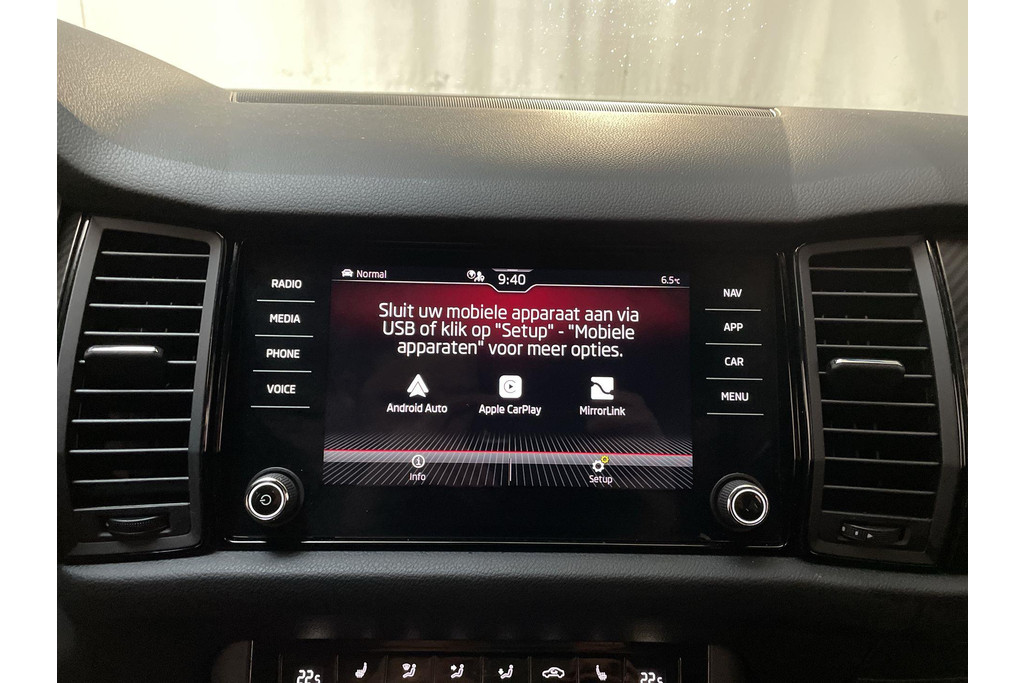 Normal
9:40
6.5°C
RADIO
MEDIA
PHONE
VOICE
Sluit uw mobiele apparaat aan via
USB of klik op "Setup" - "Mobiele
apparaten" voor meer opties.
Android Auto Apple CarPlay MirrorLink
Info Setup
NAV
APP
CAR
MENU
22.5 22.5